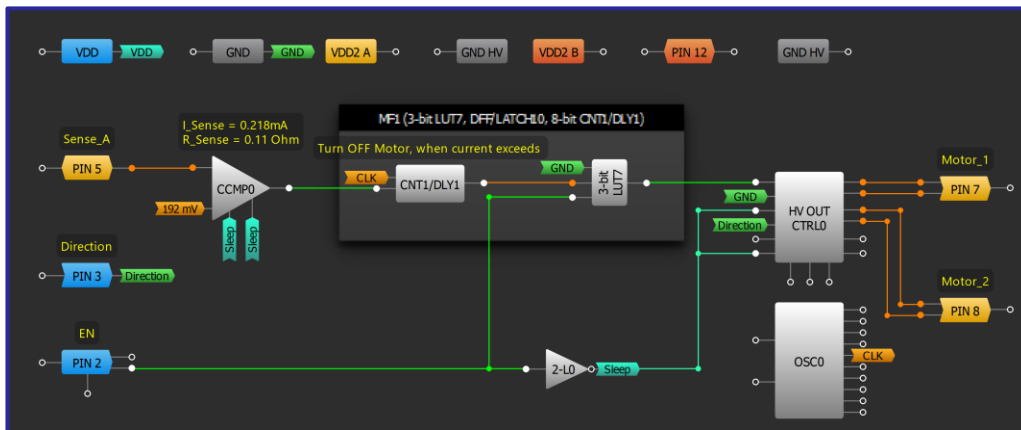 VDD VDD GND GND VDD2 A GND HV VDD2 B PIN 12 GND HV
MF1 (3-bit LUT7, DFF/LATCH10, 8-bit CNT1/DLY1)
I_Sense = 0.218mA
R_Sense = 0.11 Ohm
Sense_A
PIN 5
CCMP0
192 mV
Sleep
Sleep
Turn OFF Motor, when current exceeds
CLK
CNT1/DLY1
GND
3-bit
LUT7
GND
Direction
HV OUT
CTRL0
Motor_1
PIN 7
Direction
PIN 3 Direction
Motor_2
PIN 8
EN
PIN 2
2-L0
Sleep
OSC0
CLK